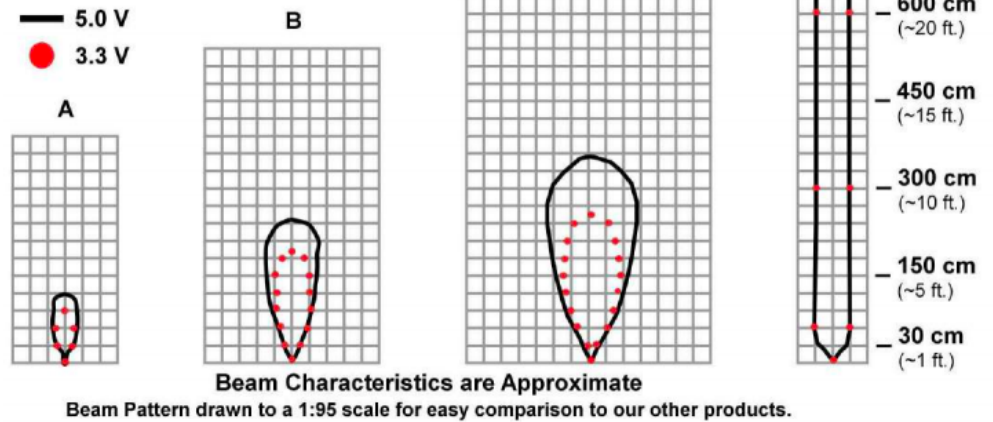 5.0 V
3.3 V
A
B
600 cm
(~20 ft.)
450 cm
(~15 ft.)
300 cm
(~10 ft.)
150 cm
(~5 ft.)
30 cm
(~1 ft.)
Beam Characteristics are Approximate
Beam Pattern drawn to a 1:95 scale for easy comparison to our other products.